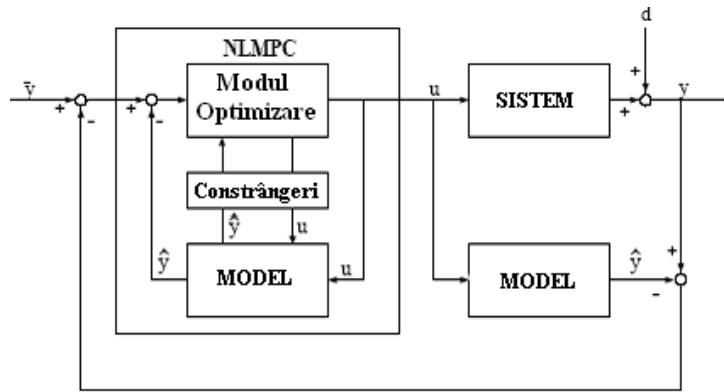 NLMPC
d
ȳ
+
-
+
-
Modul
Optimizare
u
SISTEM
+
+
y
Constrângeri
ŷ
u
ŷ
MODEL
u
MODEL
ŷ
+
-